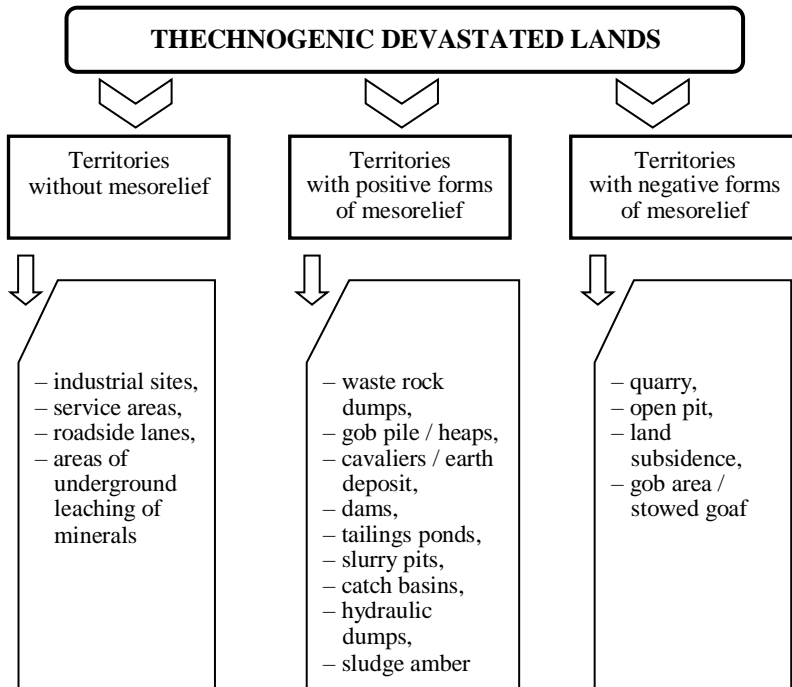 THECHNOGENIC DEVASTATED LANDS
Territories
without mesorelief
Territories
with positive forms
of mesorelief
Territories
with negative forms
of mesorelief
– industrial sites,
– service areas,
– roadside lanes,
– areas of
underground
leaching of
minerals
– waste rock
dumps,
– gob pile / heaps,
– cavaliers / earth
deposit,
– dams,
– tailings ponds,
– slurry pits,
– catch basins,
– hydraulic
dumps,
– sludge amber
– quarry,
– open pit,
– land
subsidence,
– gob area /
stowed goaf